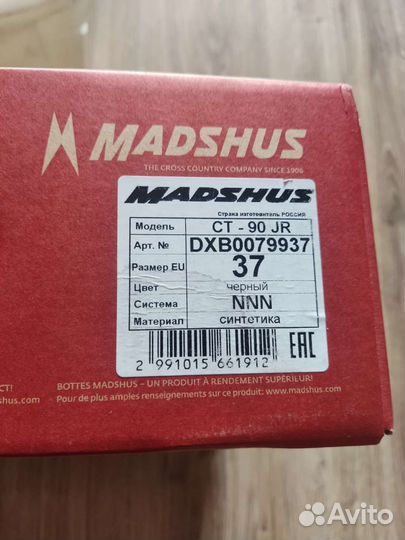 MADSHUS
THE CROSS COUNTRY COMPANY SINCE 1906
MADSHUS
Страна изготовитель РОССИЯ
Модель CT - 90 JR
Арт. № DXB0079937
Размер EU 37
Цвет черный
Система NNN
Материал синтетика
2 991015 661912
EAC
CT! BOTTES MADSHUS – UN PRODUIT À RENDEMENT SUPÉRIEUR!
madshus.com Pour de plus amples renseignements sur www.madshus.com
Avito